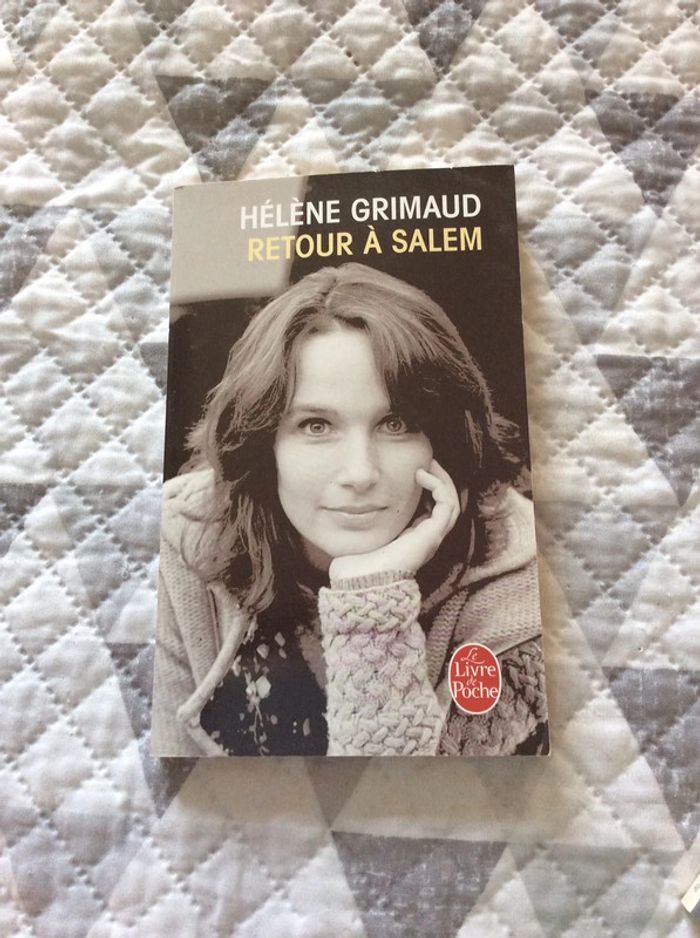 HÉLÈNE GRIMAUD
RETOUR À SALEM
Le
Livre
de
Poche